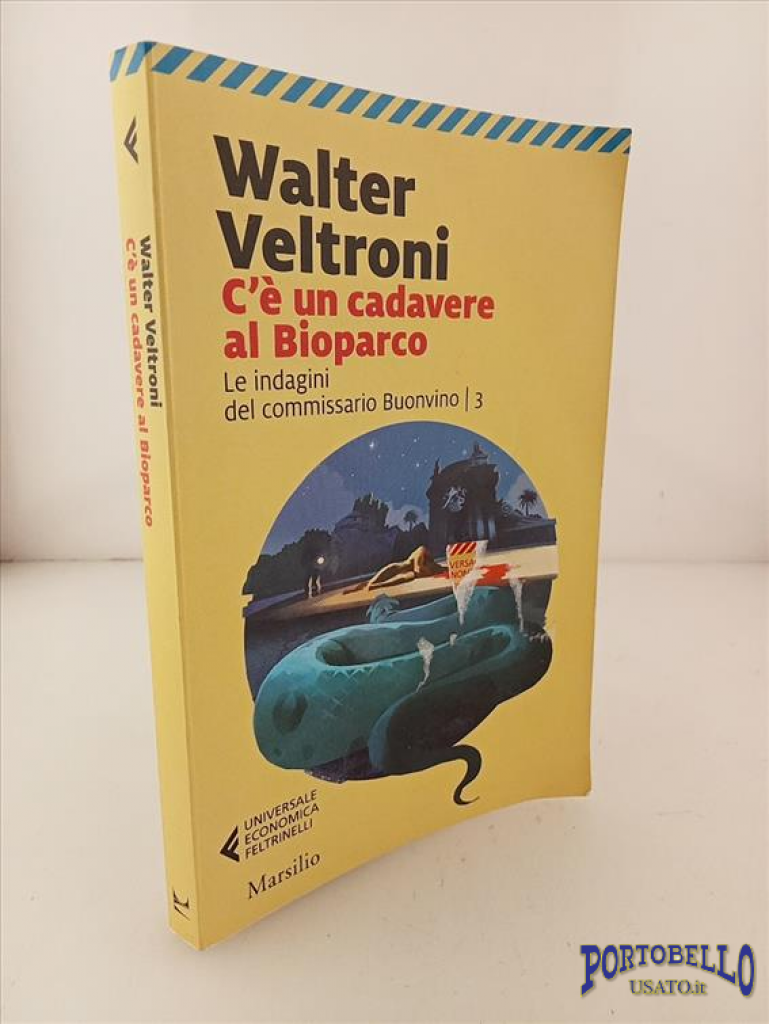 Walter
Veltroni
C'è un cadavere
al Bioparco
Le indagini
del commissario Buonvino | 3
UNIVERSALE
ECONOMICA
FELTRINELLI
Marsilio
Walter Veltroni
C'è un cadavere al Bioparco
PORTOBELLO
USATO.it